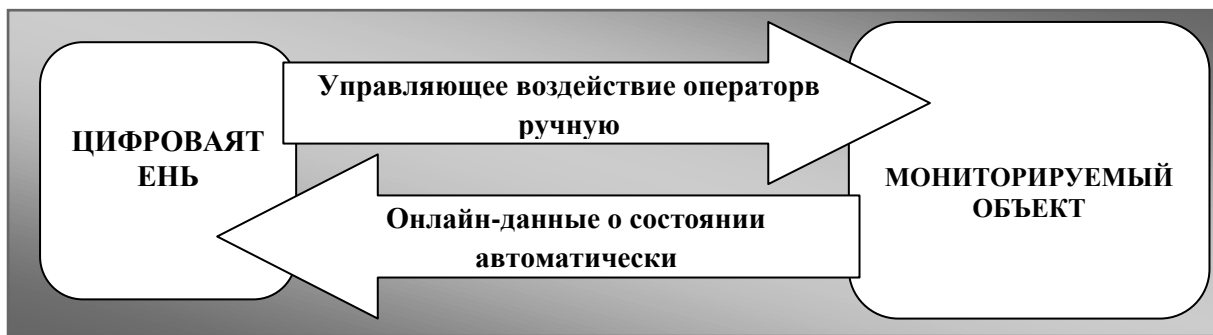 Управляющее воздействие операторв
ручную
ЦИФРОВАЯТ
ЕНЬ
МОНИТОРИРУЕМЫЙ
ОБЪЕКТ
Онлайн-данные о состоянии
автоматически